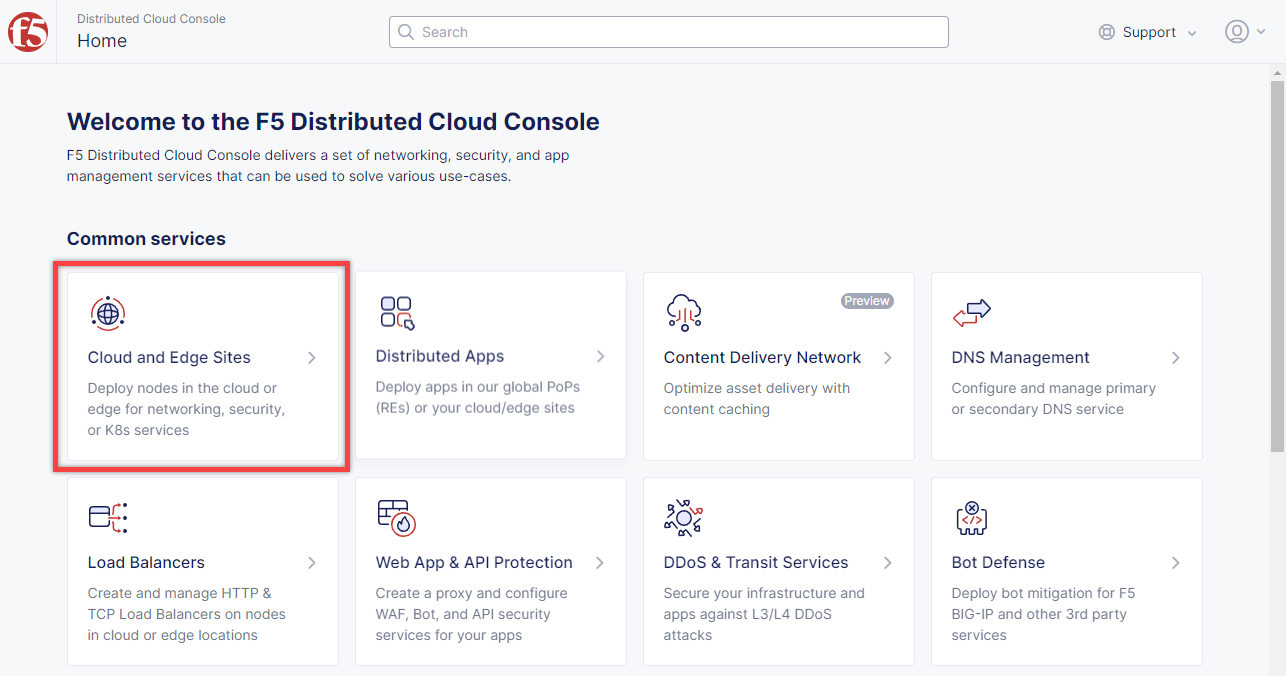 f5
Distributed Cloud Console
Home
Search
Support
Welcome to the F5 Distributed Cloud Console
F5 Distributed Cloud Console delivers a set of networking, security, and app
management services that can be used to solve various use-cases.
Common services
Cloud and Edge Sites
Deploy nodes in the cloud or
edge for networking, security,
or K8s services
Distributed Apps
Deploy apps in our global PoPs
(REs) or your cloud/edge sites
Preview
Content Delivery Network
Optimize asset delivery with
content caching
DNS Management
Configure and manage primary
or secondary DNS service
Load Balancers
Create and manage HTTP &
TCP Load Balancers on nodes
in cloud or edge locations
Web App & API Protection
Create a proxy and configure
WAF, Bot, and API security
services for your apps
DDoS & Transit Services
Secure your infrastructure and
apps against L3/L4 DDoS
attacks
Bot Defense
Deploy bot mitigation for F5
BIG-IP and other 3rd party
services